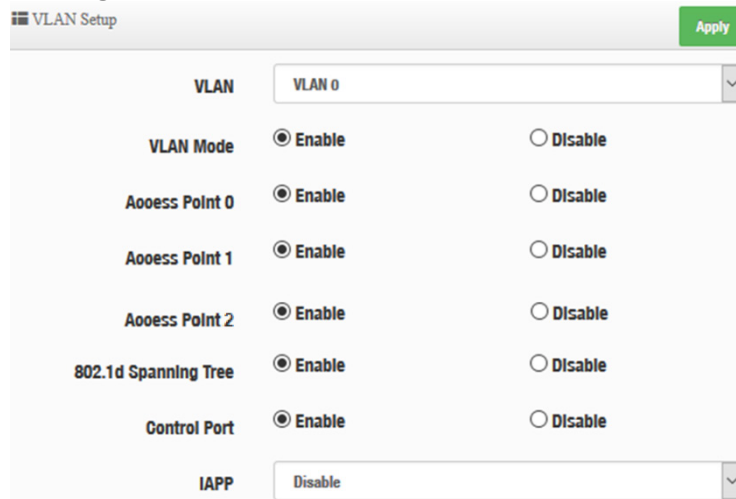 VLAN Setup
Apply
VLAN VLAN 0
VLAN Mode Enable DIsable
Aooess PoInt 0 Enable DIsable
Aooess PoInt 1 Enable DIsable
Aooess PoInt 2 Enable DIsable
802.1d SpannIng Tree Enable DIsable
Control Port Enable DIsable
IAPP Disable